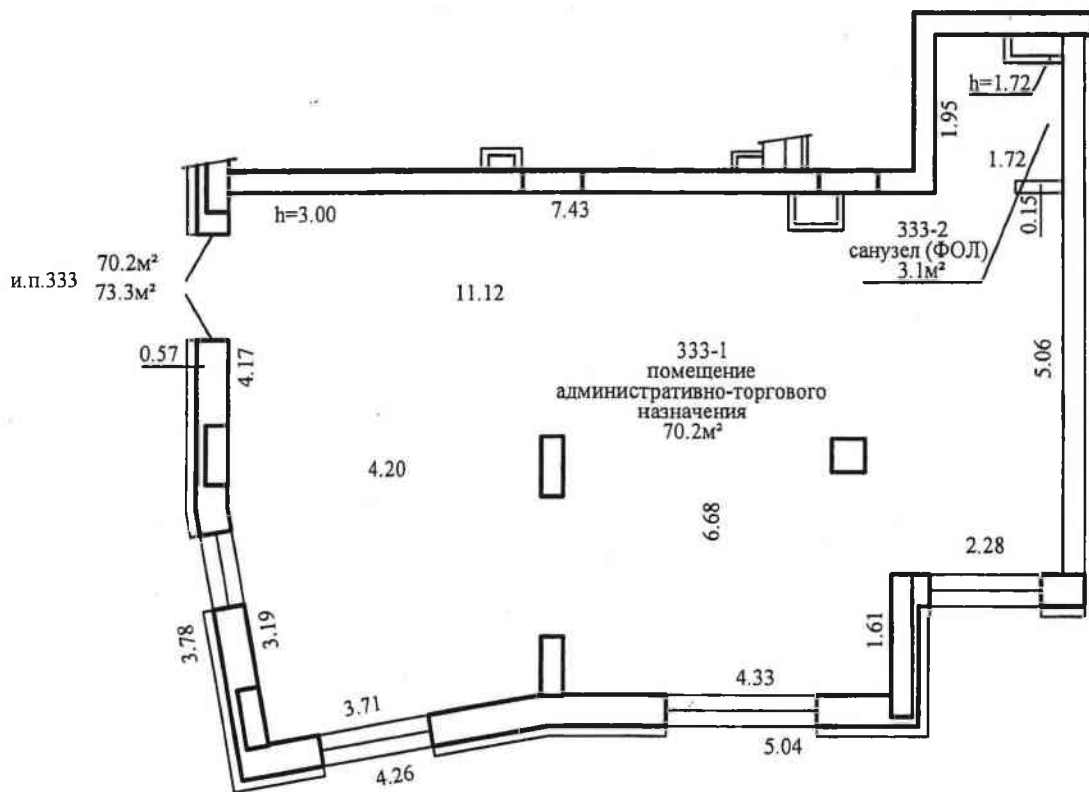 h=1.72
1.95
1.72
0.15
h=3.00
7.43
333-2
санузел (ФОЛ)
3.1м²
и.п.333
70.2м²
73.3м²
11.12
0.57
4.17
333-1
помещение
административно-торгового
назначения
70.2м²
5.06
4.20
6.68
2.28
3.78
3.19
1.61
3.71
4.33
4.26
5.04